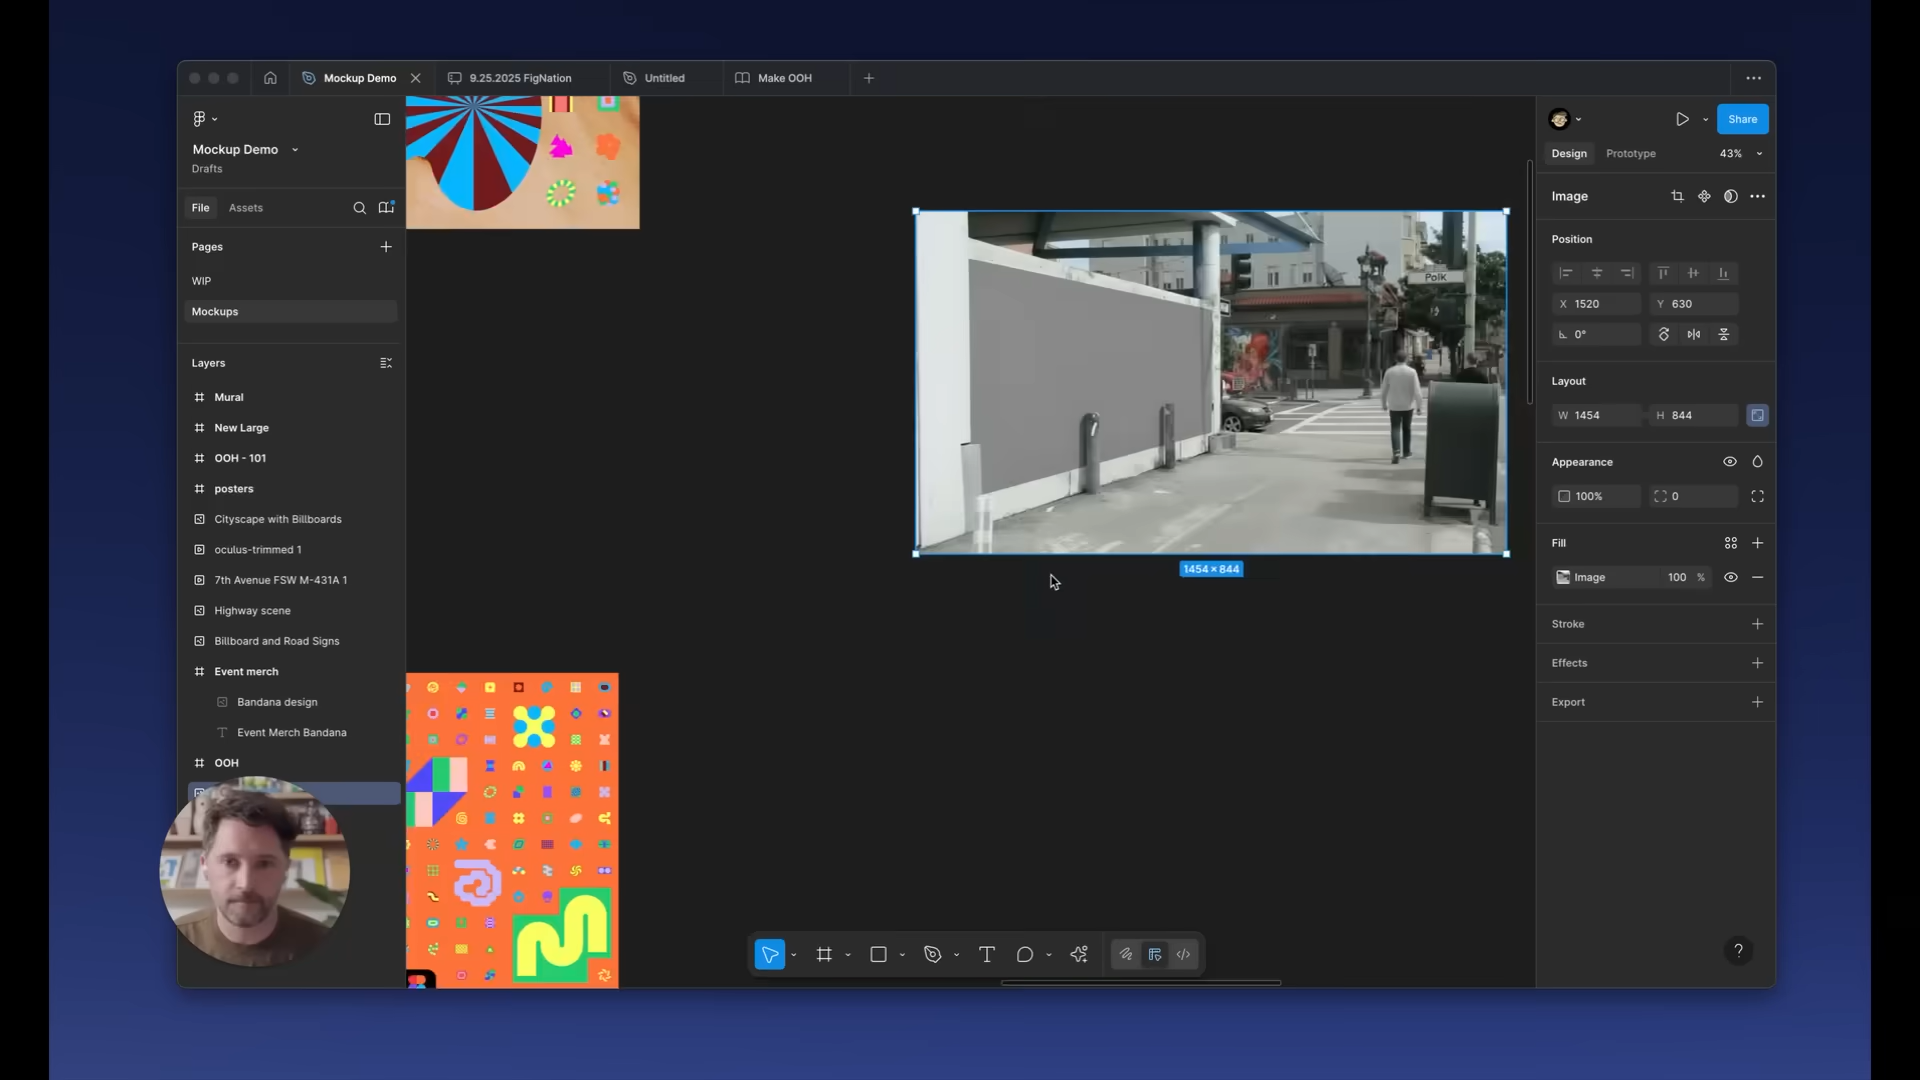 Mockup Demo
9.25.2025 FigNation
Untitled
Make OOH
Mockup Demo
Drafts
File
Assets
Pages
WIP
Mockups
Layers
Mural
New Large
OOH - 101
posters
Cityscape with Billboards
oculus-trimmed 1
7th Avenue FSW M-431A 1
Highway scene
Billboard and Road Signs
Event merch
Bandana design
Event Merch Bandana
OOH
Polk
1454 × 844
Share
Design
Prototype
43%
Image
Position
X 1520
Y 630
0°
Layout
W 1454
H 844
Appearance
100%
0
Fill
Image 100 %
Stroke
Effects
Export
?